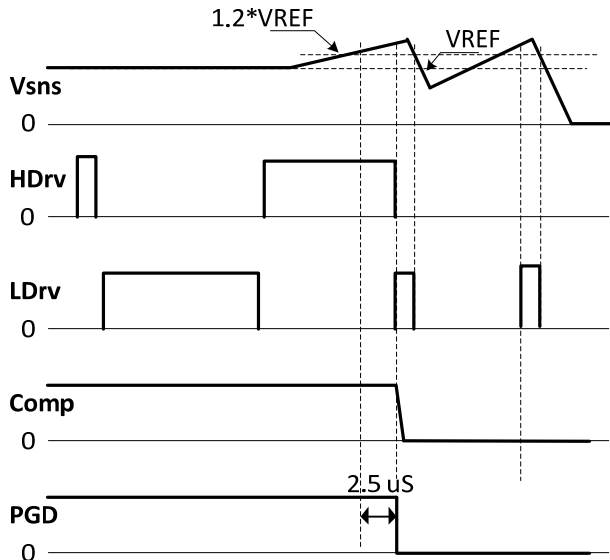 1.2*VREF
VREF
Vsns
0
HDrv
0
LDrv
0
Comp
0
2.5 uS
PGD
0